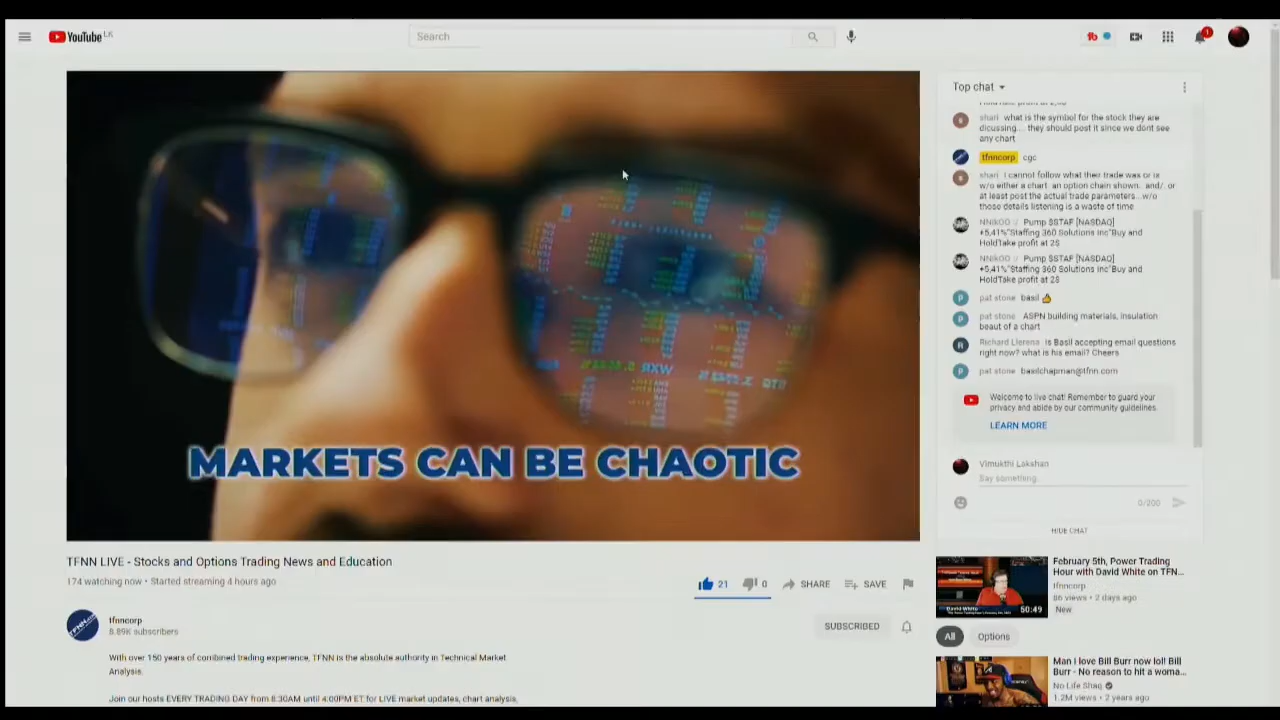 YouTube LK
Search
fb
1
Top chat
shari what is the symbol for the stock they are
dicussing.... they should post it since we dont see
any chart
tfnncorp cgc
shari I cannot follow what their trade was or is
w/o either a chart an option chain shown.. and/. or
at least post the actual trade parameters...w/o
those details listening is a waste of time
NNikGG Pump $STAF [NASDAQ]
+5,41%"Staffing 360 Solutions Inc"Buy and
HoldTake profit at 2$
NNikGG Pump $STAF [NASDAQ]
+5,41%"Staffing 360 Solutions Inc"Buy and
HoldTake profit at 2$
pat stone basil 👍
pat stone ASPN building materials, insulation
beaut of a chart
Richard Llerena Is Basil accepting email questions
right now? what is his email? Cheers
pat stone basilchapman@tfnn.com
Welcome to live chat! Remember to guard your
privacy and abide by our community guidelines.
LEARN MORE
Vimukthi Lakshan
Say something...
0/200
HIDE CHAT
MARKETS CAN BE CHAOTIC
TFNN LIVE - Stocks and Options Trading News and Education
174 watching now • Started streaming 4 hours ago
21 0 SHARE SAVE
tfnncorp
8.89K subscribers
SUBSCRIBED
With over 150 years of combined trading experience, TFNN is the absolute authority in Technical Market
Analysis.
Join our hosts EVERY TRADING DAY from 8:30AM until 4:00PM ET for LIVE market updates, chart analysis,
David White
50:49
February 5th, Power Trading
Hour with David White on TFN...
tfnncorp
86 views • 2 days ago
New
All Options
Man I love Bill Burr now lol! Bill
Burr - No reason to hit a woma...
No Life Shaq
1.2M views • 2 years ago